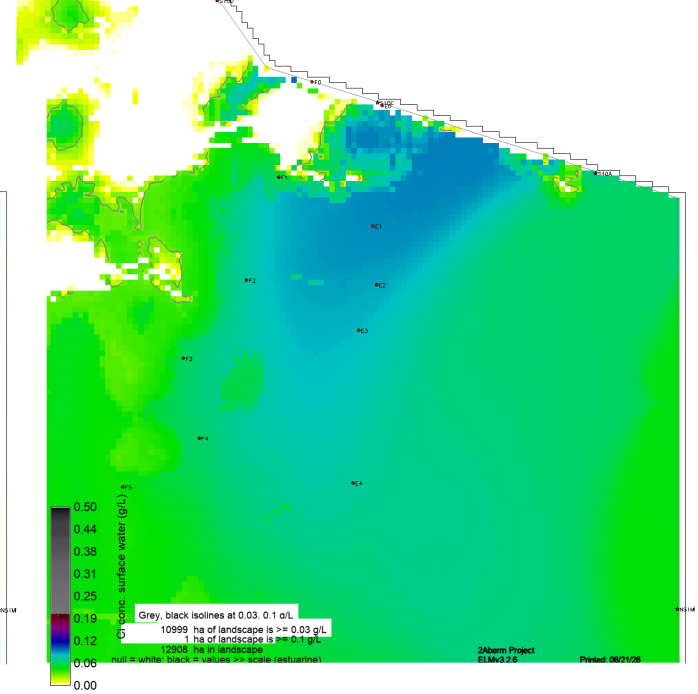 F0
F1
E1
F2
E2
E3
F3
F4
E4
F5
0.50
0.44
0.38
0.31
0.25
0.19
0.12
0.06
0.00
Cl conc. surface water (g/L)
Grey, black isolines at 0.03, 0.1 g/L
10999 ha of landscape is >= 0.03 g/L
1 ha of landscape is >= 0.1 g/L
12908 ha in landscape
null = white; black = values >> scale (estuarine)
2Aberm Project
ELMv3.2.6
Printed: 06/21/26